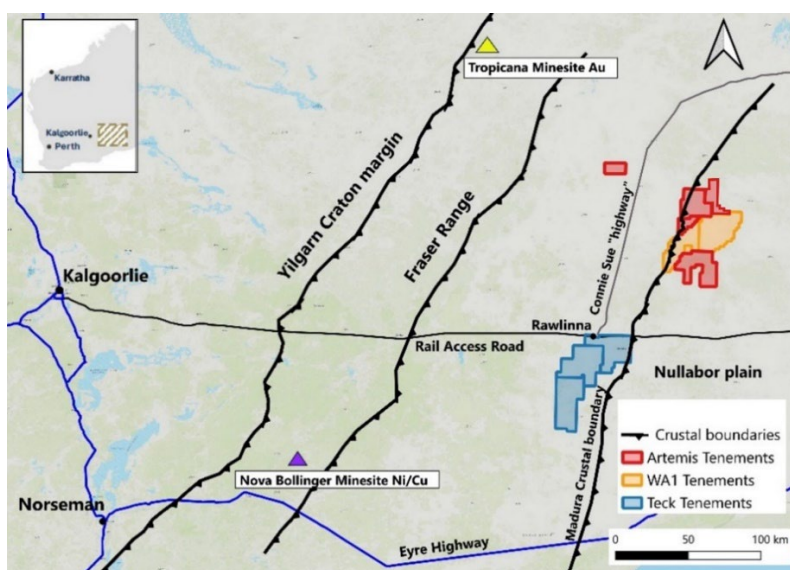 Karratha
Kalgoorlie
Perth
Tropicana Minesite Au
Yilgarn Craton margin
Fraser Range
Connie Sue "highway"
Kalgoorlie
Rawlinna
Rail Access Road
Nullabor plain
Madura Crustal boundary
Nova Bollinger Minesite Ni/Cu
Norseman
Eyre Highway
Crustal boundaries
Artemis Tenements
WA1 Tenements
Teck Tenements
0 50 100 km